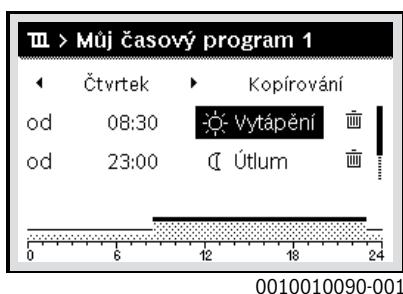 > Můj časový program 1
Čtvrtek Kopírování
od 08:30 Vytápění
od 23:00 Útlum
0 6 12 18 24
0010010090-001